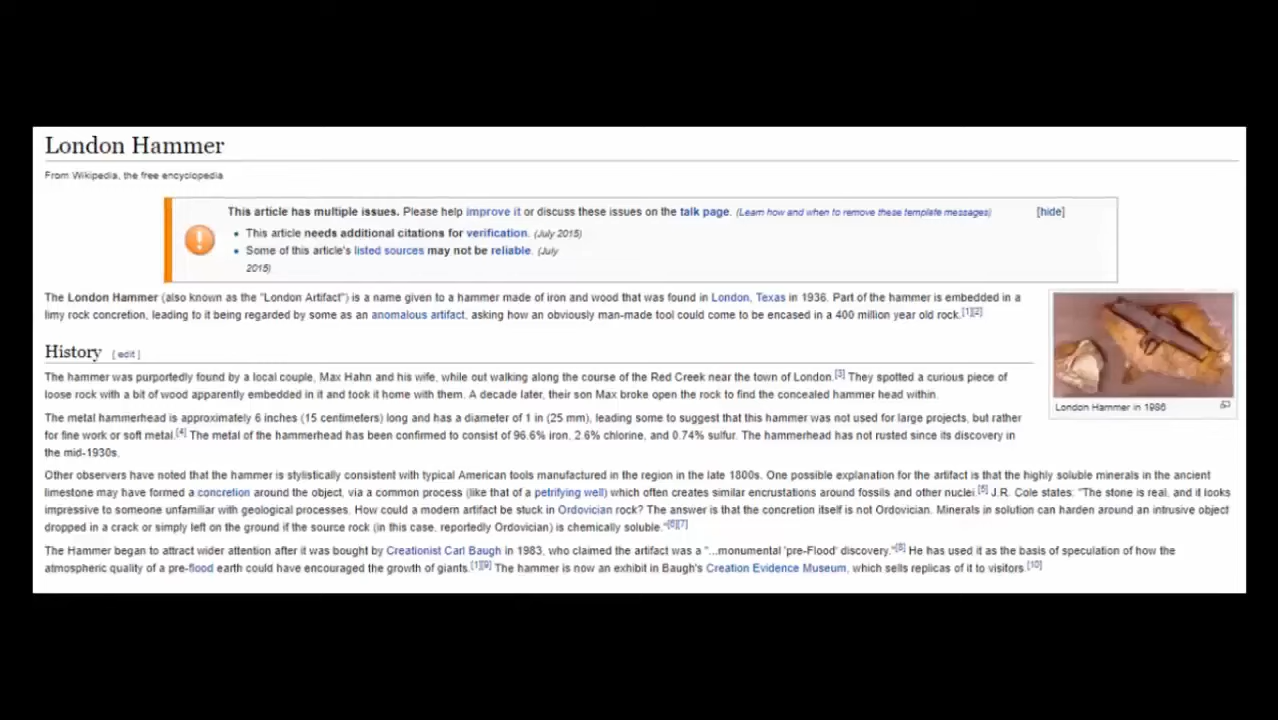 London Hammer
From Wikipedia, the free encyclopedia
This article has multiple issues. Please help improve it or discuss these issues on the talk page. (Learn how and when to remove these template messages) [hide]
• This article needs additional citations for verification. (July 2015)
• Some of this article's listed sources may not be reliable. (July
2015)
The London Hammer (also known as the "London Artifact") is a name given to a hammer made of iron and wood that was found in London, Texas in 1936. Part of the hammer is embedded in a
limy rock concretion, leading to it being regarded by some as an anomalous artifact, asking how an obviously man-made tool could come to be encased in a 400 million year old rock.[1][2]
London Hammer in 1986
History [ edit ]
The hammer was purportedly found by a local couple, Max Hahn and his wife, while out walking along the course of the Red Creek near the town of London.[3] They spotted a curious piece of
loose rock with a bit of wood apparently embedded in it and took it home with them. A decade later, their son Max broke open the rock to find the concealed hammer head within.
The metal hammerhead is approximately 6 inches (15 centimeters) long and has a diameter of 1 in (25 mm), leading some to suggest that this hammer was not used for large projects, but rather
for fine work or soft metal.[4] The metal of the hammerhead has been confirmed to consist of 96.6% iron, 2.6% chlorine, and 0.74% sulfur. The hammerhead has not rusted since its discovery in
the mid-1930s.
Other observers have noted that the hammer is stylistically consistent with typical American tools manufactured in the region in the late 1800s. One possible explanation for the artifact is that the highly soluble minerals in the ancient
limestone may have formed a concretion around the object, via a common process (like that of a petrifying well) which often creates similar encrustations around fossils and other nuclei.[5] J.R. Cole states: "The stone is real, and it looks
impressive to someone unfamiliar with geological processes. How could a modern artifact be stuck in Ordovician rock? The answer is that the concretion itself is not Ordovician. Minerals in solution can harden around an intrusive object
dropped in a crack or simply left on the ground if the source rock (in this case, reportedly Ordovician) is chemically soluble."[6][7]
The Hammer began to attract wider attention after it was bought by Creationist Carl Baugh in 1983, who claimed the artifact was a "...monumental 'pre-Flood' discovery."[8] He has used it as the basis of speculation of how the
atmospheric quality of a pre-flood earth could have encouraged the growth of giants.[1][9] The hammer is now an exhibit in Baugh's Creation Evidence Museum, which sells replicas of it to visitors.[10]